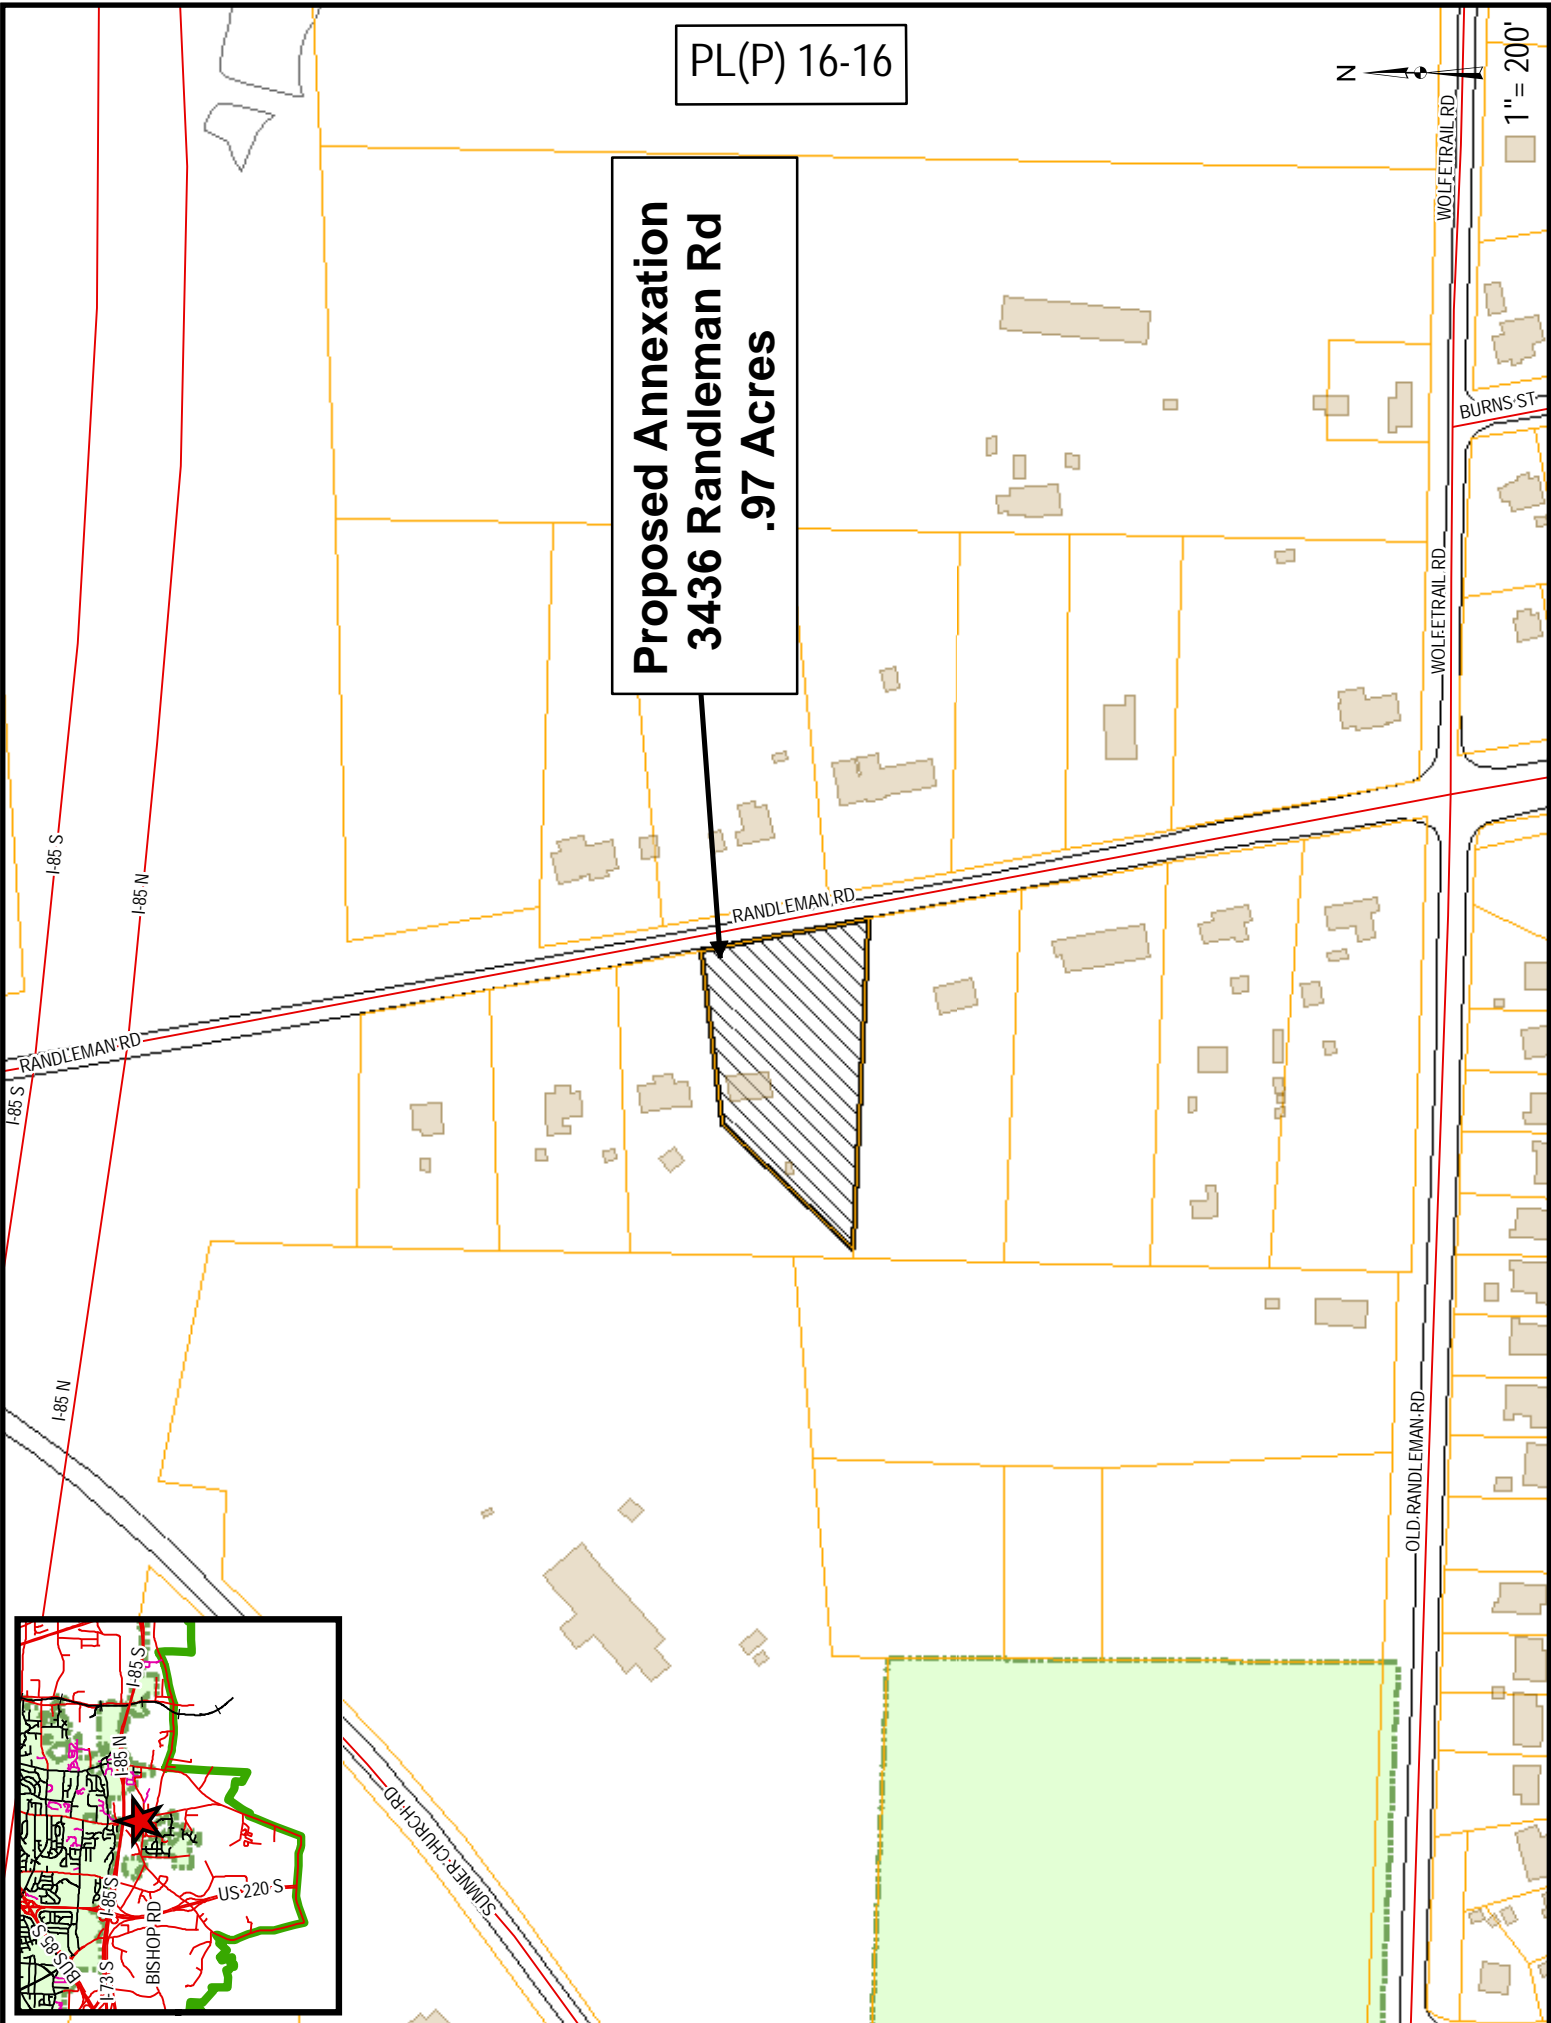 PL(P) 16-16
N
1"= 200'
Proposed Annexation
3436 Randleman Rd
.97 Acres
WOLFETRAIL RD
WOLFETRAIL RD
BURNS ST
I-85 S
I-85 N
RANDLEMAN RD
RANDLEMAN RD
I-85 S
I-85 N
OLD RANDLEMAN RD
SUMNER CHURCH RD
I-85 S
I-85 N
I-85 S
US 220 S
BUS 85 S
I-73 S
BISHOP RD